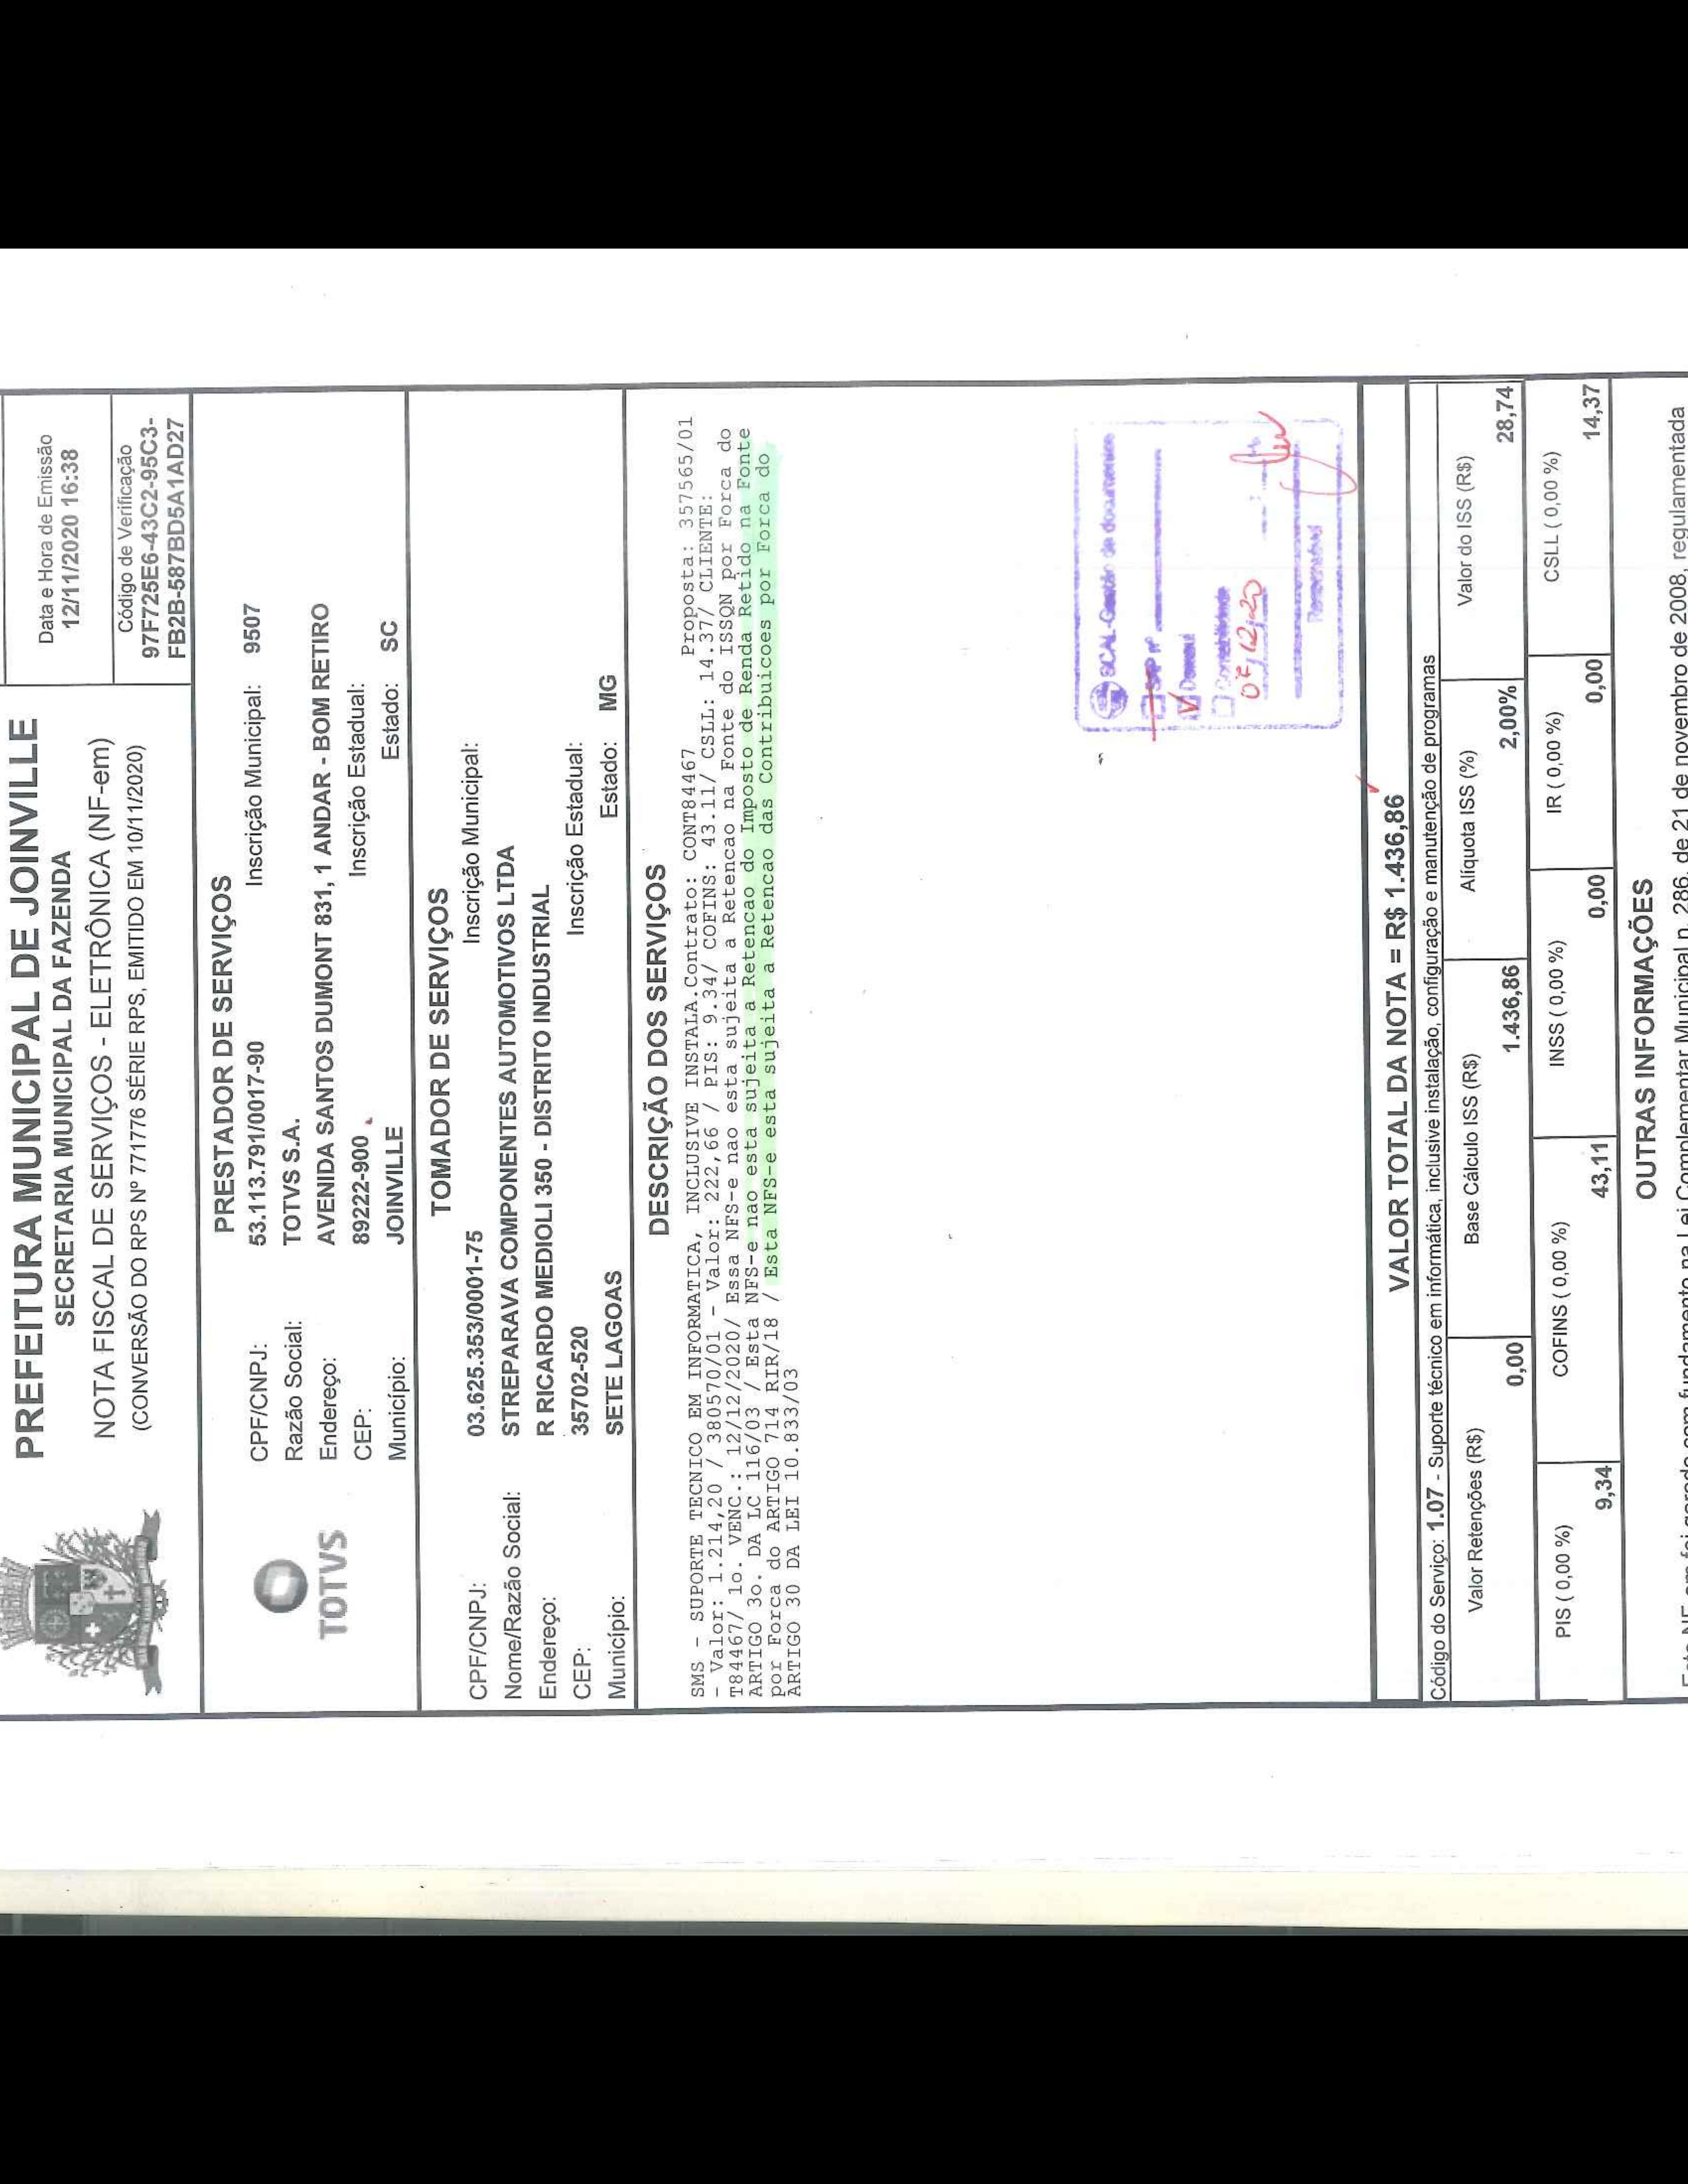 PREFEITURA MUNICIPAL DE JOINVILLE
SECRETARIA MUNICIPAL DA FAZENDA
NOTA FISCAL DE SERVIÇOS - ELETRÔNICA (NF-em)
(CONVERSÃO DO RPS Nº 771776 SÉRIE RPS, EMITIDO EM 10/11/2020)
Data e Hora de Emissão
12/11/2020 16:38
Código de Verificação
97F725E6-43C2-95C3-
FB2B-587BD5A1AD27
PRESTADOR DE SERVIÇOS
TOTVS
CPF/CNPJ: 53.113.791/0017-90 Inscrição Municipal: 9507
Razão Social: TOTVS S.A.
Endereço: AVENIDA SANTOS DUMONT 831, 1 ANDAR - BOM RETIRO
CEP: 89222-900 Inscrição Estadual:
Município: JOINVILLE Estado: SC
TOMADOR DE SERVIÇOS
CPF/CNPJ: 03.625.353/0001-75 Inscrição Municipal:
Nome/Razão Social: STREPARAVA COMPONENTES AUTOMOTIVOS LTDA
Endereço: R RICARDO MEDIOLI 350 - DISTRITO INDUSTRIAL
CEP: 35702-520 Inscrição Estadual:
Município: SETE LAGOAS Estado: MG
DESCRIÇÃO DOS SERVIÇOS
SMS - SUPORTE TECNICO EM INFORMATICA, INCLUSIVE INSTALA.Contrato: CONT84467 Proposta: 357565/01
- Valor: 1.214,20 / 380570/01 - Valor: 222,66 / PIS: 9.34/ COFINS: 43.11/ CSLL: 14.37/ CLIENTE:
T84467/ 1o. VENC.: 12/12/2020/ Essa NFS-e nao esta sujeita a Retencao na Fonte do ISSQN por Forca do
ARTIGO 3o. DA LC 116/03 / Esta NFS-e nao esta sujeita a Retencao do Imposto de Renda Retido na Fonte
por Forca do ARTIGO 714 RIR/18 / Esta NFS-e esta sujeita a Retencao das Contribuicoes por Forca do
ARTIGO 30 DA LEI 10.833/03
SCAL-Gestão de documentos
SAP nº
Contabilidade
VALOR TOTAL DA NOTA = R$ 1.436,86
Código do Serviço: 1.07 - Suporte técnico em informática, inclusive instalação, configuração e manutenção de programas
Valor Retenções (R$) Base Cálculo ISS (R$) Alíquota ISS (%) Valor do ISS (R$)
0,00 1.436,86 2,00% 28,74
PIS ( 0,00 %) COFINS ( 0,00 %) INSS ( 0,00 %) IR ( 0,00 %) CSLL ( 0,00 %)
9,34 43,11 0,00 0,00 14,37
OUTRAS INFORMAÇÕES
Esta NF-em foi gerada com fundamento na Lei Complementar Municipal n. 286, de 21 de novembro de 2008, regulamentada